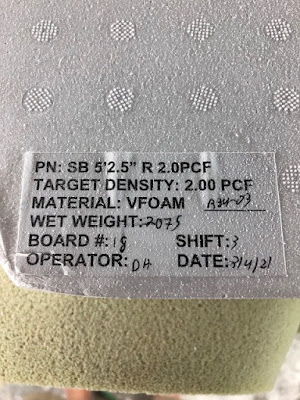 PN: SB 5'2.5" R 2.0PCF
TARGET DENSITY: 2.00 PCF
MATERIAL: VFOAM
WET WEIGHT: 2075
BOARD #: 18 SHIFT: 3
OPERATOR: DH DATE: 3/4/21